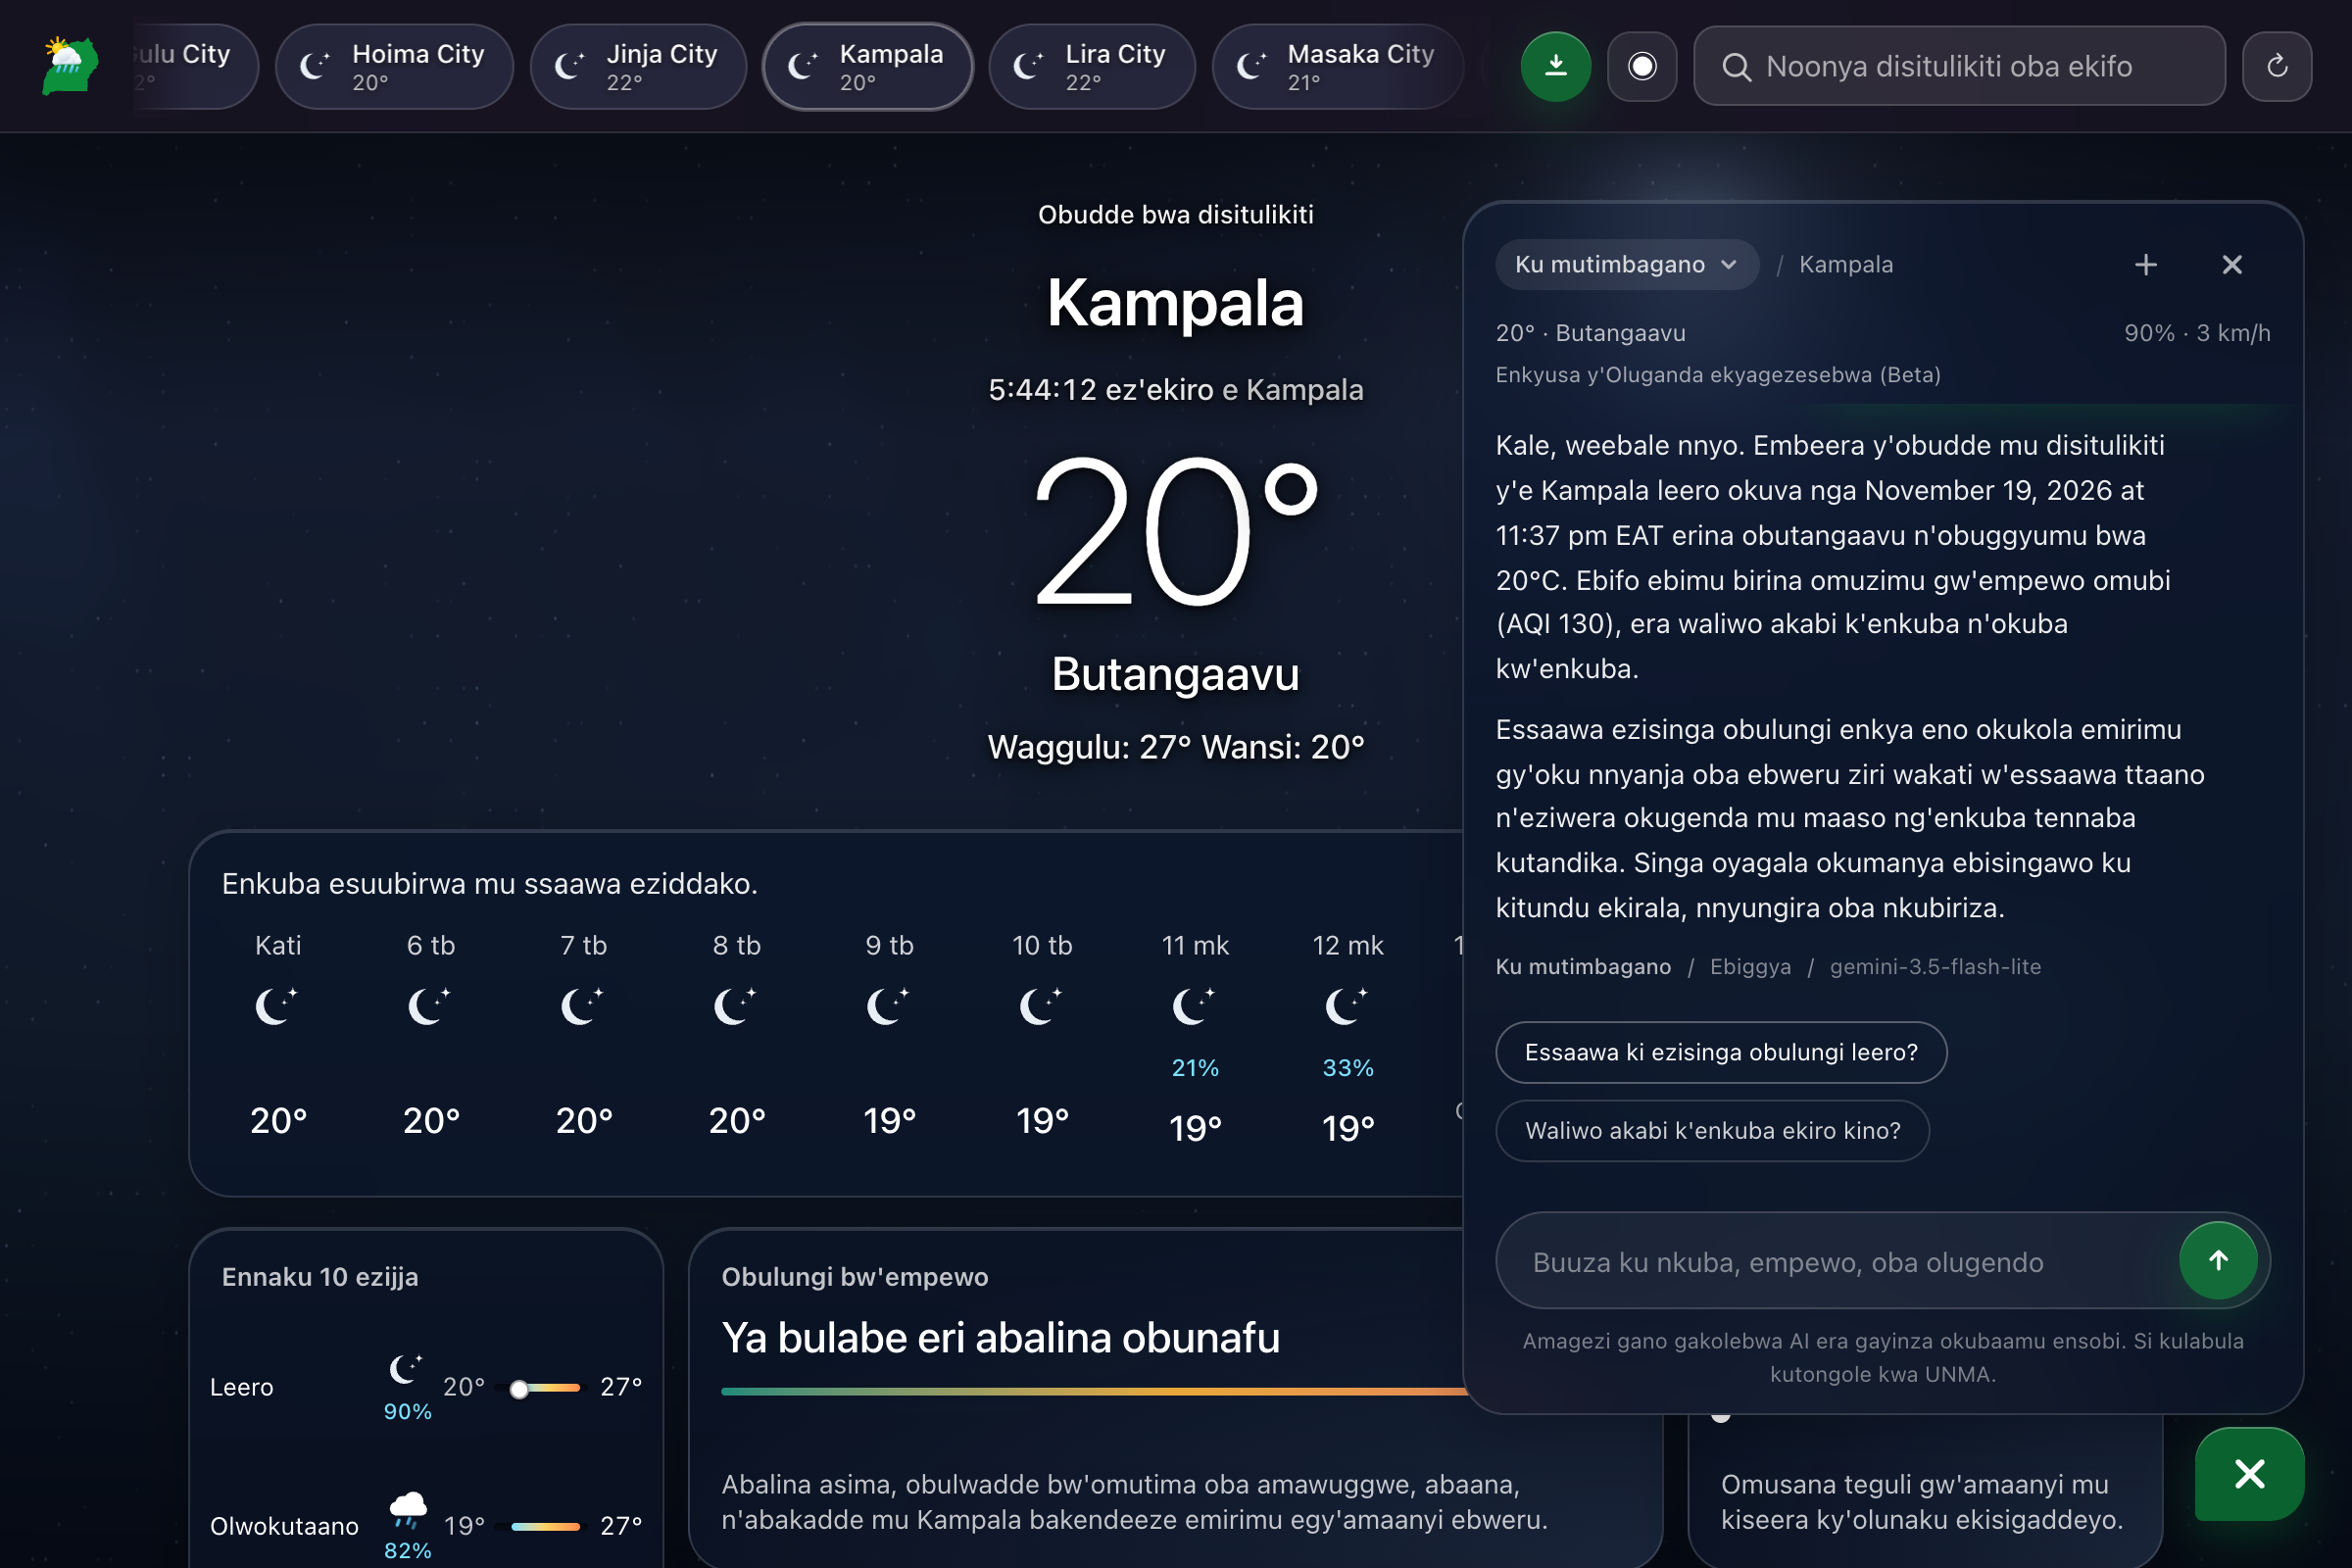 ulu City
2°
Hoima City
20°
Jinja City
22°
Kampala
20°
Lira City
22°
Masaka City
21°
Noonya disitulikiti oba ekifo
Obudde bwa disitulikiti
Kampala
5:44:12 ez'ekiro e Kampala
20°
Butangaavu
Waggulu: 27° Wansi: 20°
Enkuba esuubirwa mu ssaawa eziddako.
Kati 6 tb 7 tb 8 tb 9 tb 10 tb 11 mk 12 mk
21% 33%
20° 20° 20° 20° 19° 19° 19° 19°
Ennaku 10 ezijja
Leero
90%
20° 27°
Olwokutaano
82%
19° 27°
Obulungi bw'empewo
Ya bulabe eri abalina obunafu
Abalina asima, obulwadde bw'omutima oba amawuggwe, abaana,
n'abakadde mu Kampala bakendeeze emirimu egy'amaanyi ebweru.
Omusana teguli gw'amaanyi mu
kiseera ky'olunaku ekisigaddeyo.
Ku mutimbagano / Kampala
20° · Butangaavu 90% · 3 km/h
Enkyusa y'Oluganda ekyagezesebwa (Beta)
Kale, weebale nnyo. Embeera y'obudde mu disitulikiti
y'e Kampala leero okuva nga November 19, 2026 at
11:37 pm EAT erina obutangaavu n'obuggyumu bwa
20°C. Ebifo ebimu birina omuzimu gw'empewo omubi
(AQI 130), era waliwo akabi k'enkuba n'okuba
kw'enkuba.
Essaawa ezisinga obulungi enkya eno okukola emirimu
gy'oku nnyanja oba ebweru ziri wakati w'essaawa ttaano
n'eziwera okugenda mu maaso ng'enkuba tennaba
kutandika. Singa oyagala okumanya ebisingawo ku
kitundu ekirala, nnyungira oba nkubiriza.
Ku mutimbagano / Ebiggya / gemini-3.5-flash-lite
Essaawa ki ezisinga obulungi leero?
Waliwo akabi k'enkuba ekiro kino?
Buuza ku nkuba, empewo, oba olugendo
Amagezi gano gakolebwa AI era gayinza okubaamu ensobi. Si kulabula
kutongole kwa UNMA.